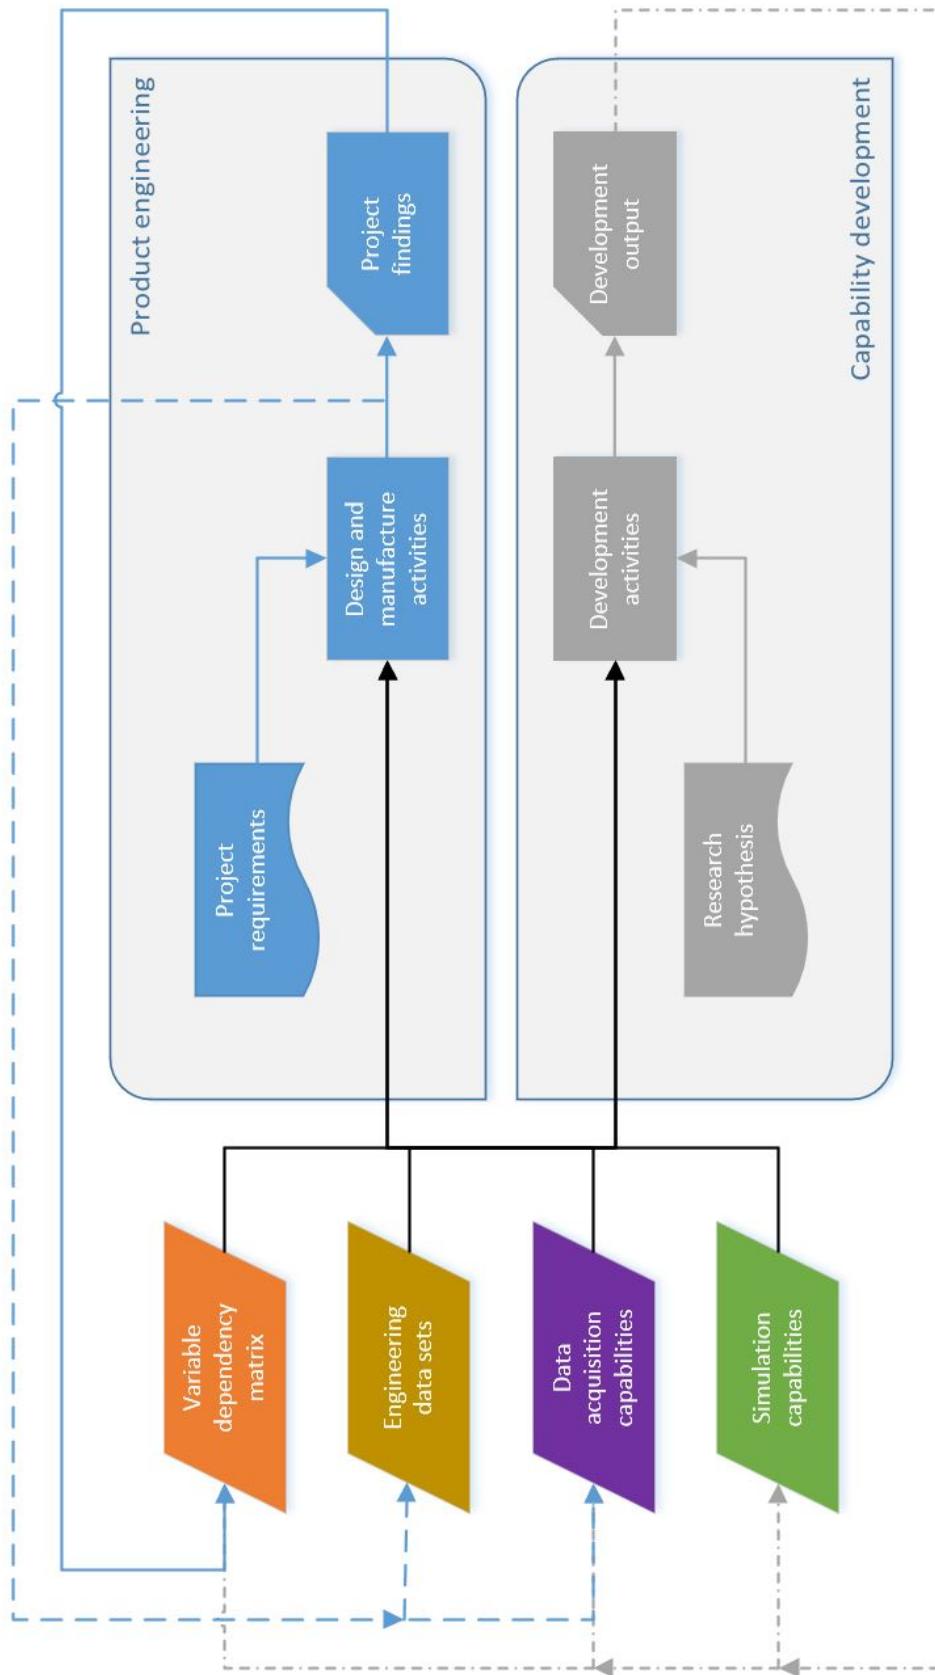 Product engineering
Project
requirements
Design and
manufacture
activities
Project
findings
Variable
dependency
matrix
Engineering
data sets
Data
acquisition
capabilities
Simulation
capabilities
Development
activities
Development
output
Research
hypothesis
Capability development